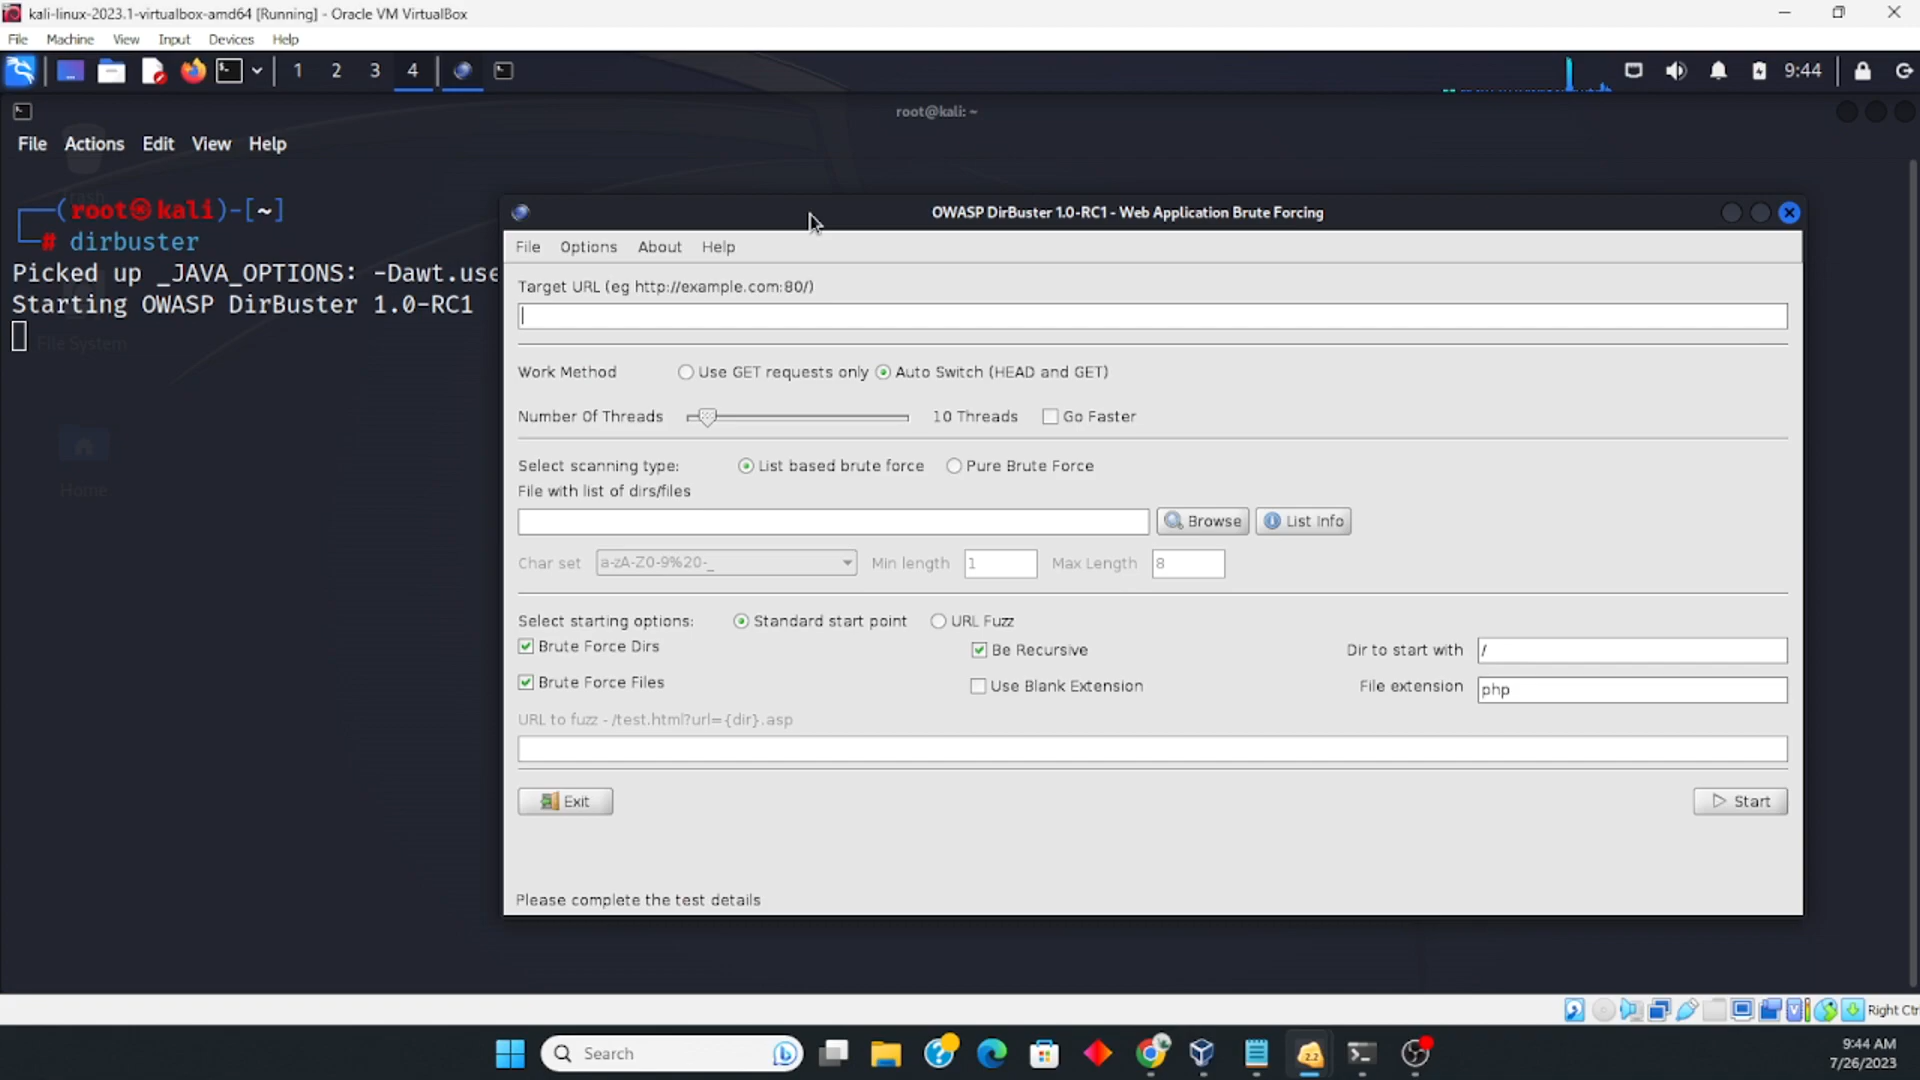 kali-linux-2023.1-virtualbox-amd64 [Running] - Oracle VM VirtualBox
File Machine View Input Devices Help
1 2 3 4 9:44
root@kali: ~
File Actions Edit View Help
Trash
┌──(root㉿kali)-[~]
└─# dirbuster
Picked up _JAVA_OPTIONS: -Dawt.use
Starting OWASP DirBuster 1.0-RC1
File System
Home
OWASP DirBuster 1.0-RC1 - Web Application Brute Forcing
File Options About Help
Target URL (eg http://example.com:80/)
Work Method Use GET requests only Auto Switch (HEAD and GET)
Number Of Threads 10 Threads Go Faster
Select scanning type: List based brute force Pure Brute Force
File with list of dirs/files
Browse List Info
Char set a-zA-Z0-9%20-_ Min length 1 Max Length 8
Select starting options: Standard start point URL Fuzz
Brute Force Dirs Be Recursive Dir to start with /
Brute Force Files Use Blank Extension File extension php
URL to fuzz - /test.html?url={dir}.asp
Exit Start
Please complete the test details
Right Ctr
Search
2.2
9:44 AM
7/26/2023